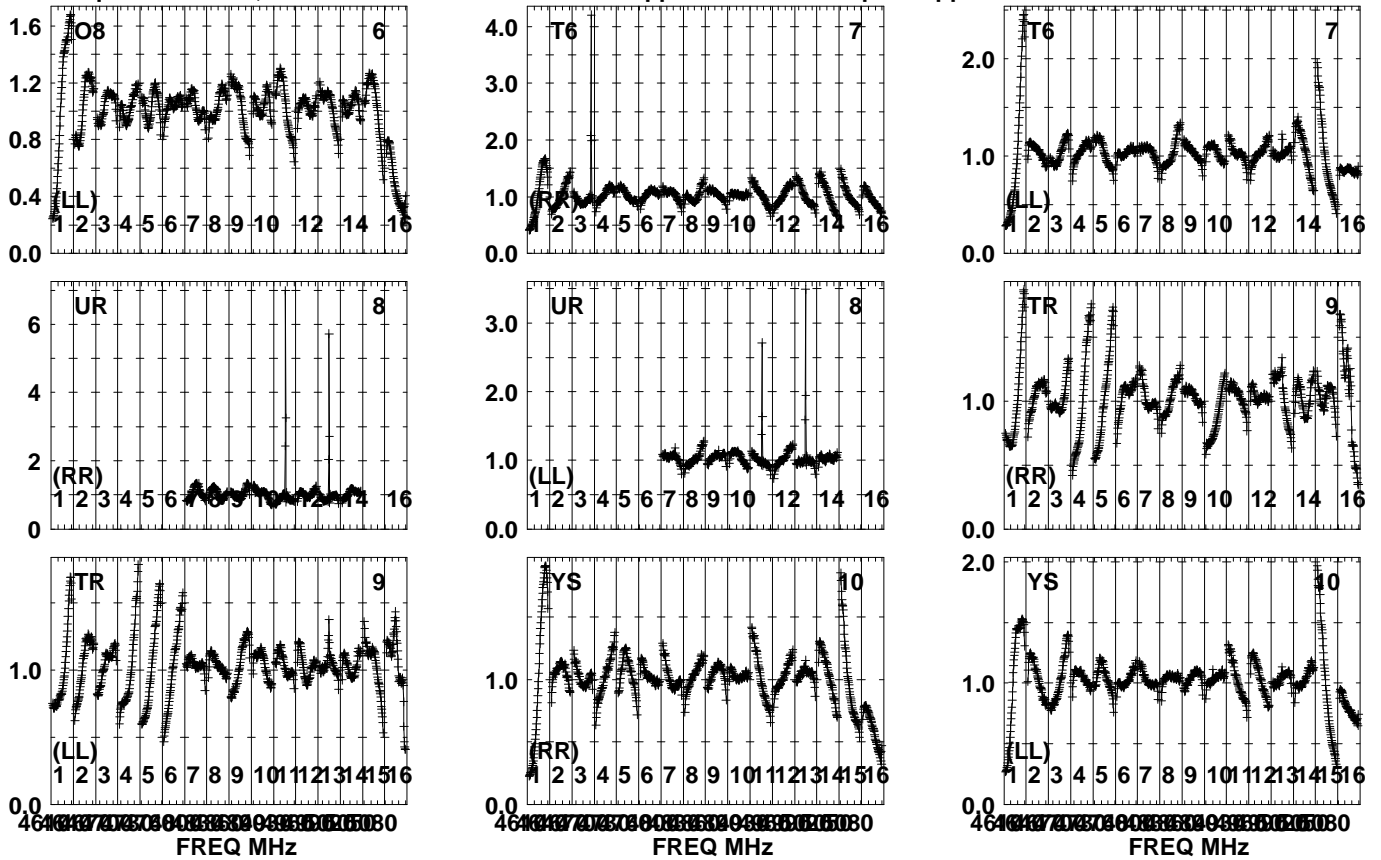 1.6 O8 6
1.2
0.8
0.4 (LL)
1 2 3 4 5 6 7 8 9 10 12 14 16
0.0
4.0 T6 7
3.0
2.0
1.0 (RR)
1 2 3 4 5 6 7 8 9 10 12 14 16
0.0
T6 7
2.0
1.0
(LL)
1 2 3 4 5 6 7 8 9 10 12 14 16
0.0
UR 8
6
4
2
(RR)
1 2 3 4 5 6 7 8 9 10 12 14 16
0
UR 8
3.0
2.0
1.0
(LL)
1 2 3 4 5 6 7 8 9 10 12 14 16
0.0
TR 9
1.0
(RR)
1 2 3 4 5 6 7 8 9 10 12 14 16
0.0
TR 9
1.0
(LL)
1 2 3 4 5 6 7 8 9 10 11 12 13 14 15 16
0.0
FREQ MHz
YS 10
1.0
(RR)
1 2 3 4 5 6 7 8 9 10 11 12 13 14 15 16
0.0
FREQ MHz
2.0 YS 10
1.0
(LL)
1 2 3 4 5 6 7 8 9 10 11 12 13 14 15 16
0.0
FREQ MHz